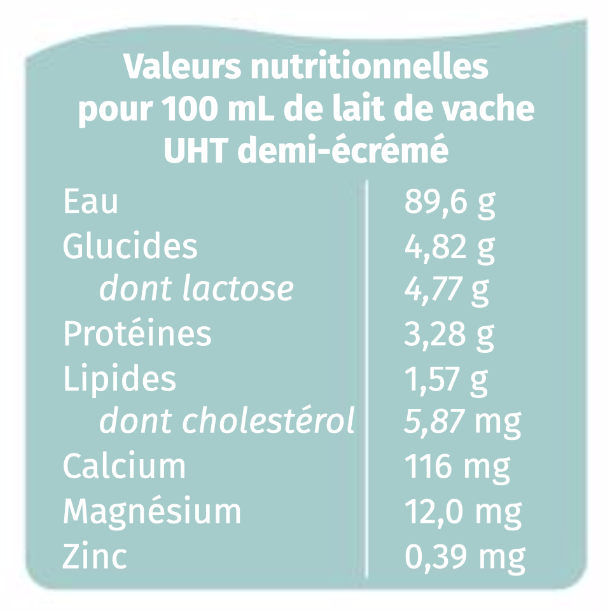 Valeurs nutritionnelles
pour 100 mL de lait de vache
UHT demi-écrémé
Eau 89,6 g
Glucides 4,82 g
dont lactose 4,77 g
Protéines 3,28 g
Lipides 1,57 g
dont cholestérol 5,87 mg
Calcium 116 mg
Magnésium 12,0 mg
Zinc 0,39 mg